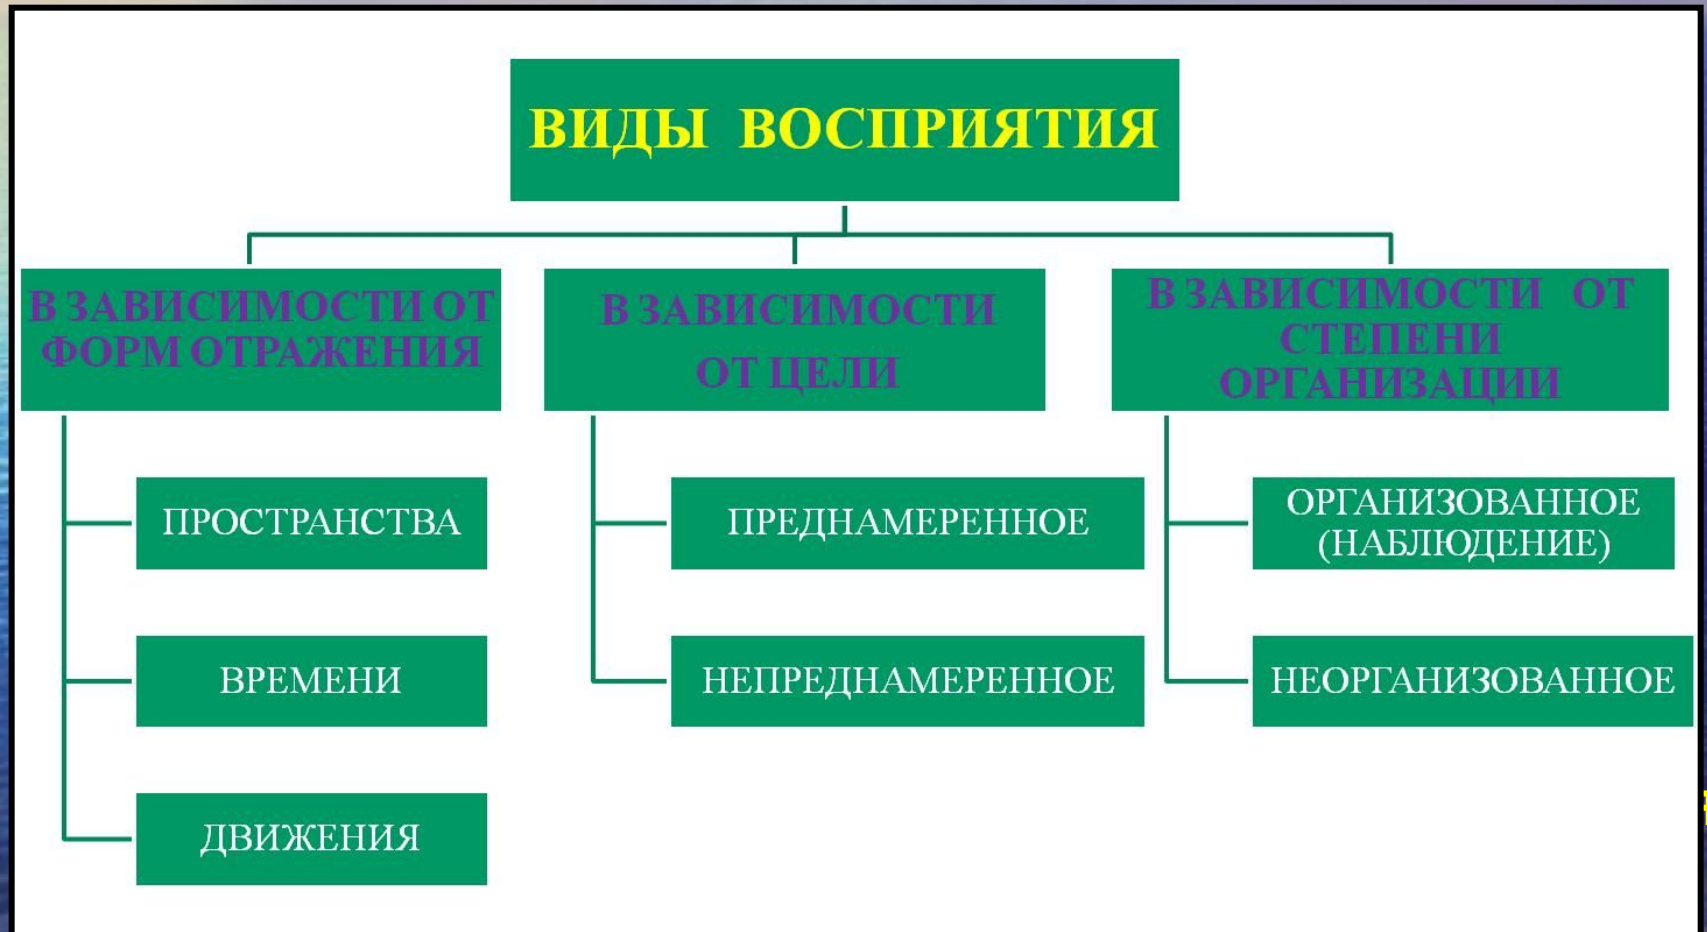 ВИДЫ ВОСПРИЯТИЯ
В ЗАВИСИМОСТИ ОТ
ФОРМ ОТРАЖЕНИЯ
ПРОСТРАНСТВА
ВРЕМЕНИ
ДВИЖЕНИЯ
В ЗАВИСИМОСТИ
ОТ ЦЕЛИ
ПРЕДНАМЕРЕННОЕ
НЕПРЕДНАМЕРЕННОЕ
В ЗАВИСИМОСТИ ОТ
СТЕПЕНИ
ОРГАНИЗАЦИИ
ОРГАНИЗОВАННОЕ
(НАБЛЮДЕНИЕ)
НЕОРГАНИЗОВАННОЕ